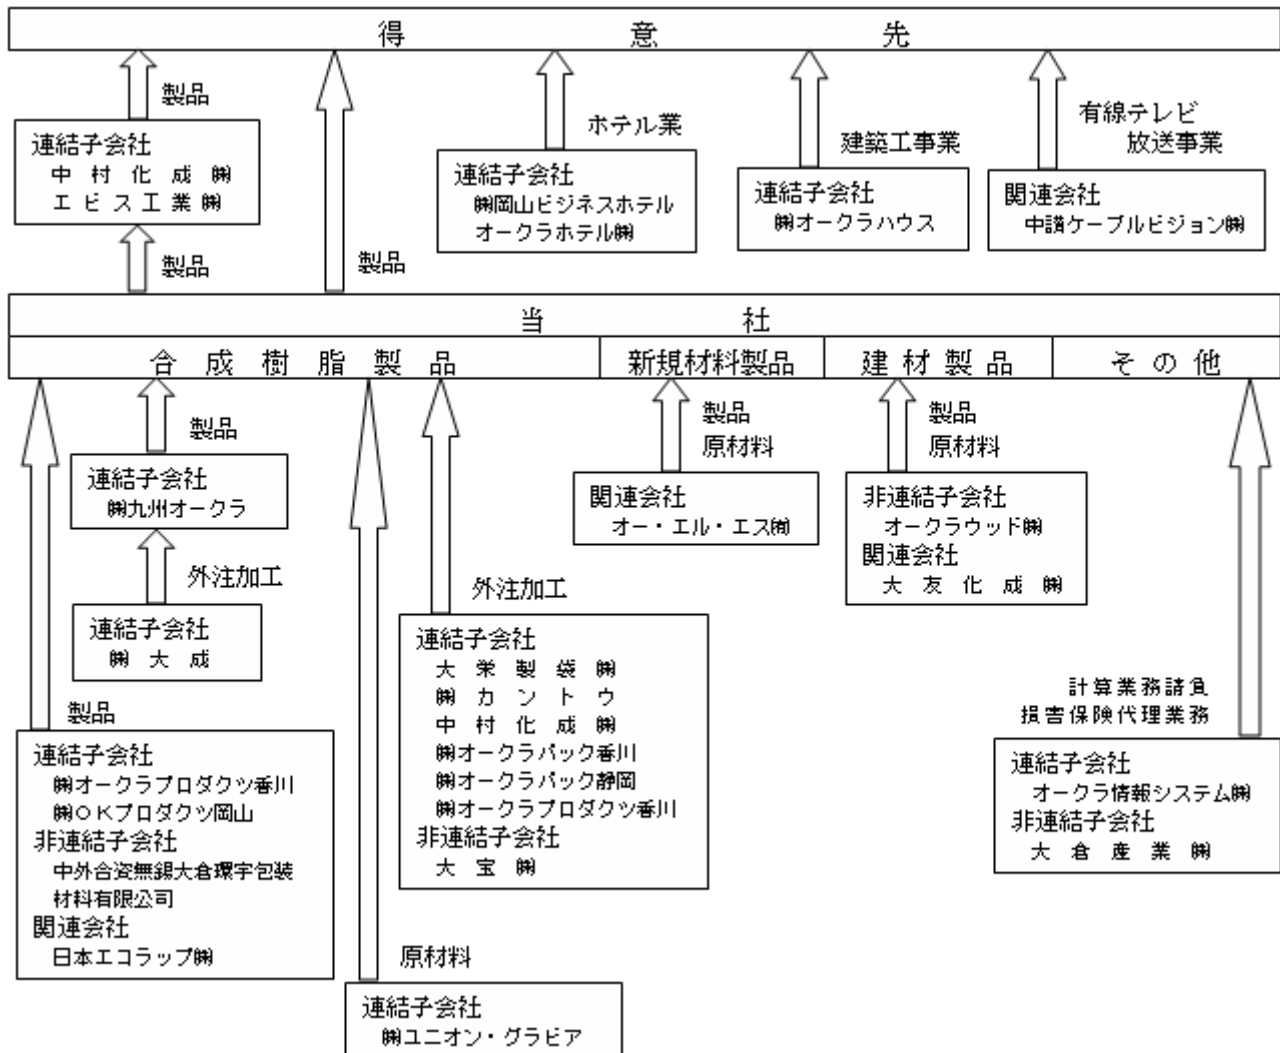 得意先
製品
連結子会社
中村化成㈱
エビス工業㈱
製品
製品
ホテル業
連結子会社
㈱岡山ビジネスホテル
オークラホテル㈱
建築工事業
連結子会社
㈱オークラハウス
有線テレビ
放送事業
関連会社
中讃ケーブルビジョン㈱
当社
合成樹脂製品
新規材料製品
建材製品
その他
製品
連結子会社
㈱九州オークラ
外注加工
連結子会社
㈱大成
製品
連結子会社
㈱オークラプロダクツ香川
㈱OKプロダクツ岡山
非連結子会社
中外合資無錫大倉環宇包装
材料有限公司
関連会社
日本エコラップ㈱
原材料
連結子会社
㈱ユニオン・グラビア
外注加工
連結子会社
大栄製袋㈱
㈱カントウ
中村化成㈱
㈱オークラパック香川
㈱オークラパック静岡
㈱オークラプロダクツ香川
非連結子会社
大宝㈱
製品
原材料
関連会社
オー・エル・エス㈱
製品
原材料
非連結子会社
オークラウッド㈱
関連会社
大友化成㈱
計算業務請負
損害保険代理業務
連結子会社
オークラ情報システム㈱
非連結子会社
大倉産業㈱